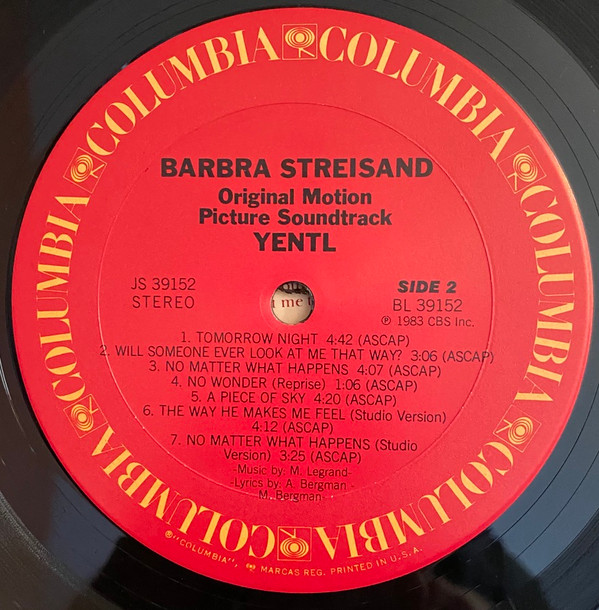 COLUMBIA COLUMBIA COLUMBIA COLUMBIA COLUMBIA COLUMBIA COLUMBIA
BARBRA STREISAND
Original Motion
Picture Soundtrack
YENTL
JS 39152
STEREO
SIDE 2
BL 39152
℗ 1983 CBS Inc.
me
1. TOMORROW NIGHT 4:42 (ASCAP)
2. WILL SOMEONE EVER LOOK AT ME THAT WAY? 3:06 (ASCAP)
3. NO MATTER WHAT HAPPENS 4:07 (ASCAP)
4. NO WONDER (Reprise) 1:06 (ASCAP)
5. A PIECE OF SKY 4:20 (ASCAP)
6. THE WAY HE MAKES ME FEEL (Studio Version)
4:12 (ASCAP)
7. NO MATTER WHAT HAPPENS (Studio
Version) 3:25 (ASCAP)
-Music by: M. Legrand-
-Lyrics by: A. Bergman -
M. Bergman-
®"COLUMBIA", MARCAS REG. PRINTED IN U.S.A.